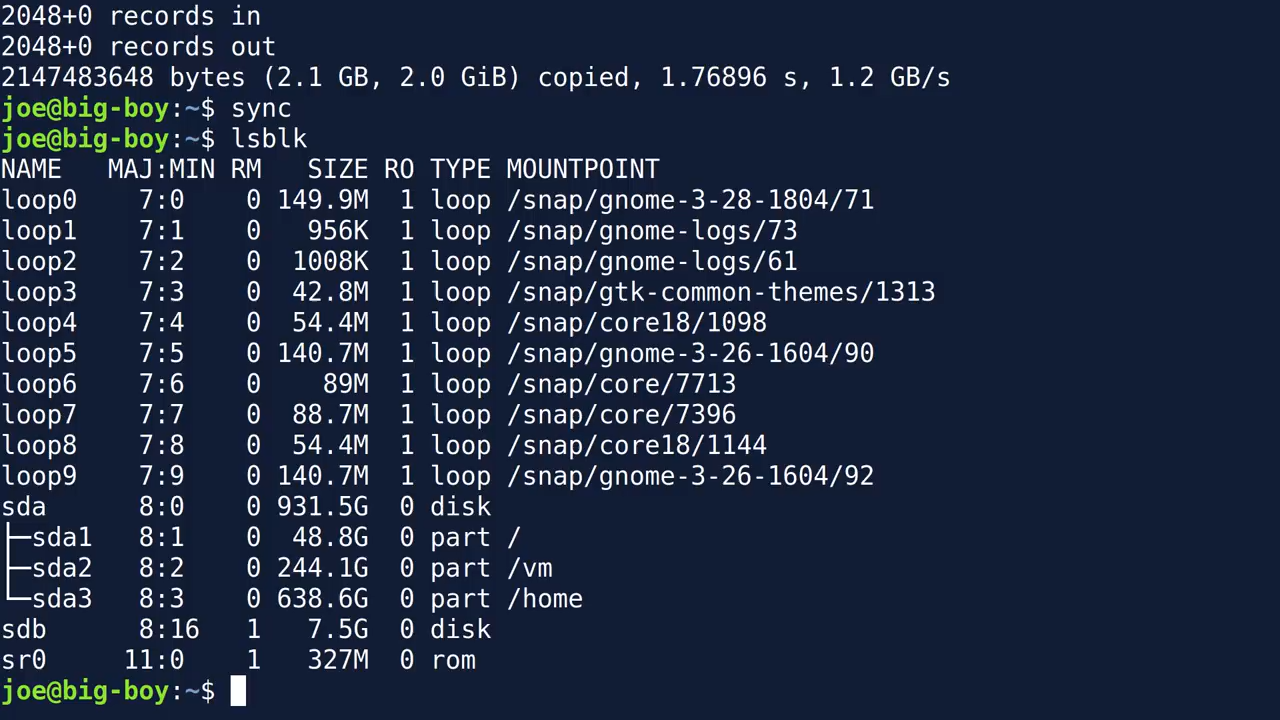 2048+0 records in
2048+0 records out
2147483648 bytes (2.1 GB, 2.0 GiB) copied, 1.76896 s, 1.2 GB/s
joe@big-boy:~$ sync
joe@big-boy:~$ lsblk
NAME   MAJ:MIN RM   SIZE RO TYPE MOUNTPOINT
loop0    7:0    0 149.9M  1 loop /snap/gnome-3-28-1804/71
loop1    7:1    0   956K  1 loop /snap/gnome-logs/73
loop2    7:2    0  1008K  1 loop /snap/gnome-logs/61
loop3    7:3    0  42.8M  1 loop /snap/gtk-common-themes/1313
loop4    7:4    0  54.4M  1 loop /snap/core18/1098
loop5    7:5    0 140.7M  1 loop /snap/gnome-3-26-1604/90
loop6    7:6    0    89M  1 loop /snap/core/7713
loop7    7:7    0  88.7M  1 loop /snap/core/7396
loop8    7:8    0  54.4M  1 loop /snap/core18/1144
loop9    7:9    0 140.7M  1 loop /snap/gnome-3-26-1604/92
sda      8:0    0 931.5G  0 disk
├─sda1   8:1    0  48.8G  0 part /
├─sda2   8:2    0 244.1G  0 part /vm
└─sda3   8:3    0 638.6G  0 part /home
sdb      8:16   1   7.5G  0 disk
sr0     11:0    1   327M  0 rom
joe@big-boy:~$